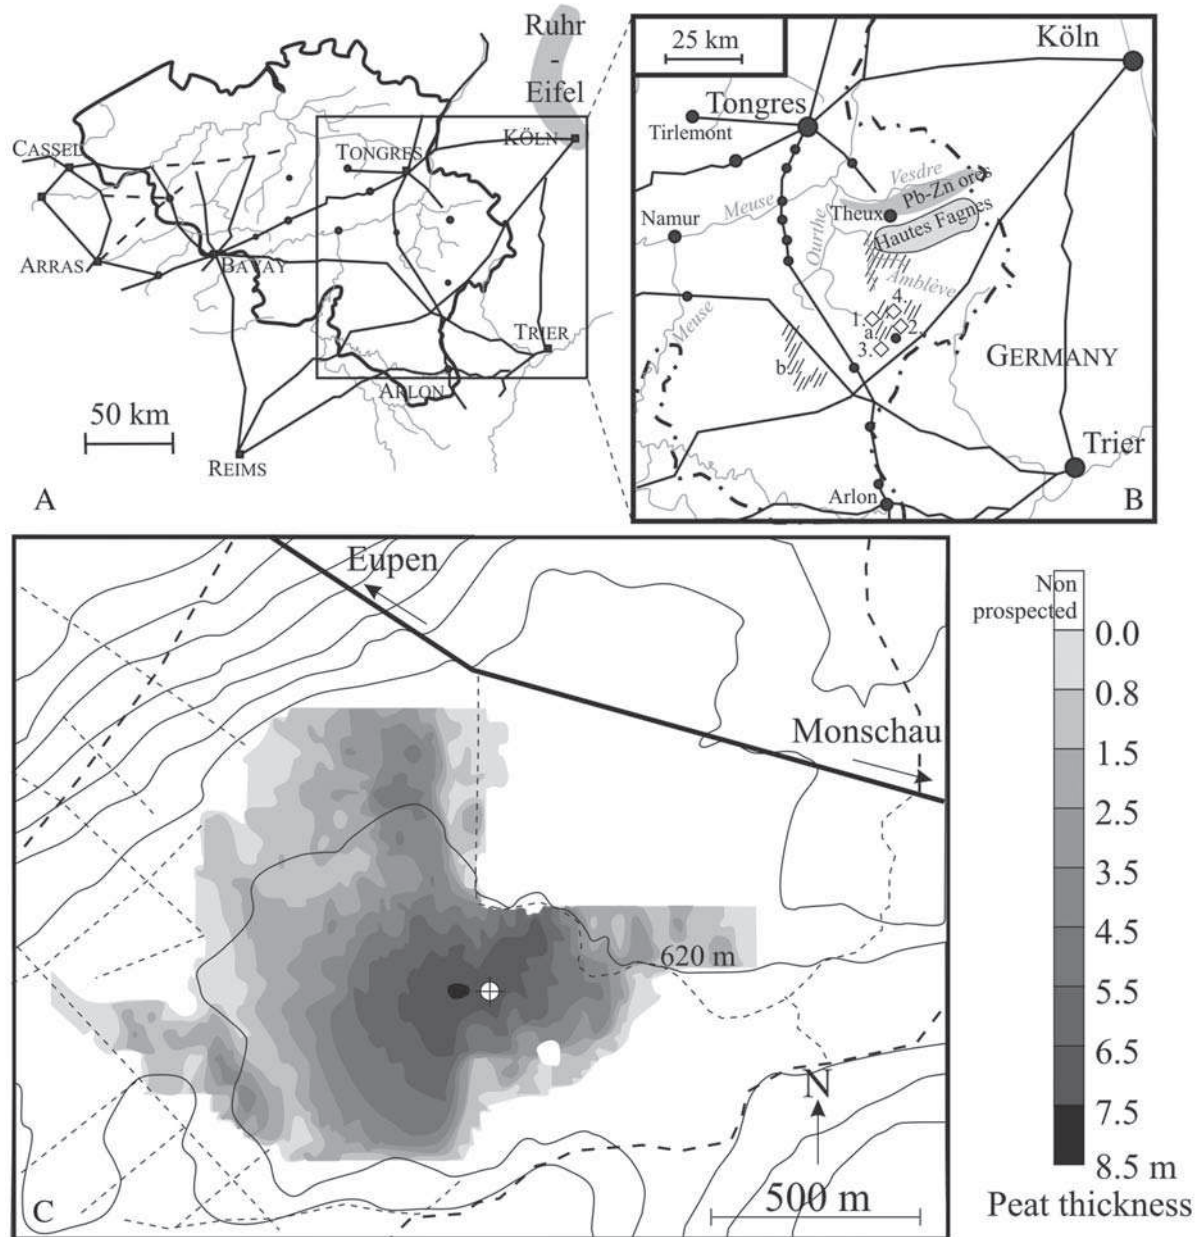 Ruhr
-
Eifel
CASSEL
TONGRES
KÖLN
ARRAS
BAVAY
TRIER
ARLON
50 km
REIMS
A
25 km
Köln
Tongres
Tirlemont
Vesdre
Pb-Zn ores
Meuse
Theux
Namur
Ourthe
Hautes Fagnes
Amblève
Meuse
4.
1.
a.
2.
3.
b.
GERMANY
Trier
Arlon
B
Eupen
Monschau
620 m
N
500 m
C
Non
prospected
0.0
0.8
1.5
2.5
3.5
4.5
5.5
6.5
7.5
8.5 m
Peat thickness